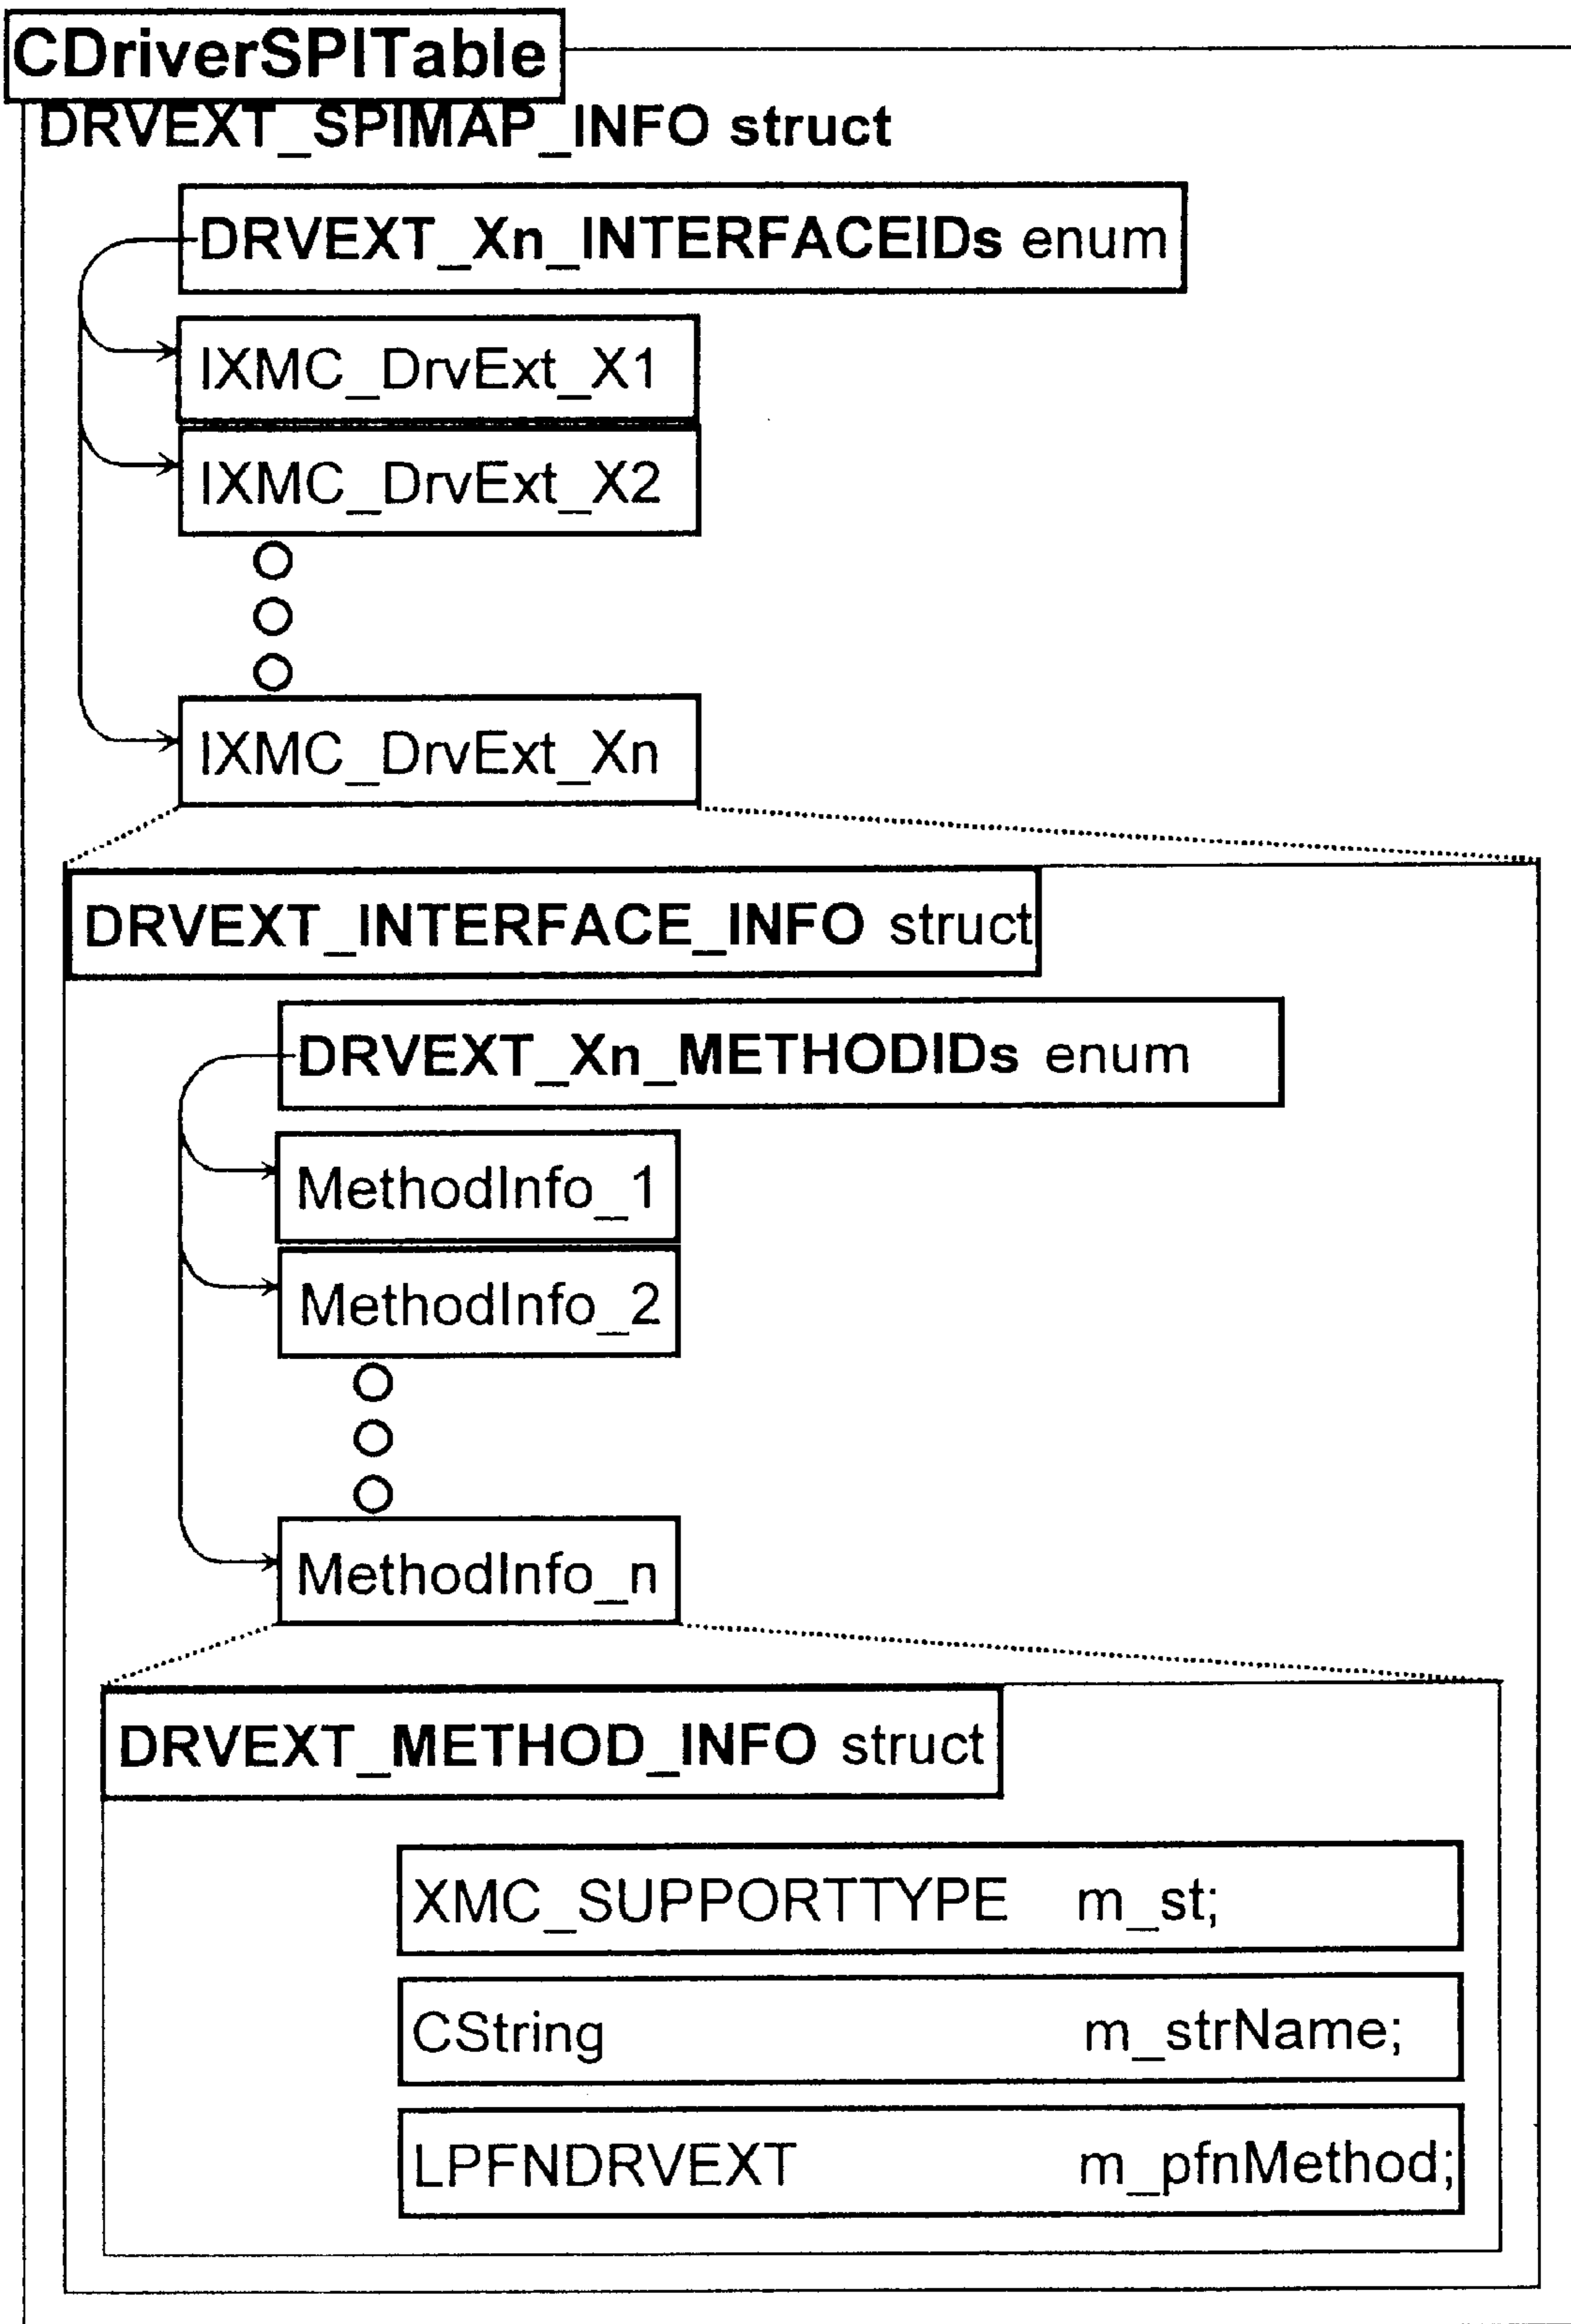 CDriverSPITable
DRVEXT_SPIMAP_INFO struct
DRVEXT_Xn_INTERFACEIDs enum
IXMC_DrvExt_X1
IXMC_DrvExt_X2
IXMC_DrvExt_Xn
DRVEXT_INTERFACE_INFO struct
DRVEXT_Xn_METHODIDs enum
MethodInfo_1
MethodInfo_2
MethodInfo_n
DRVEXT_METHOD_INFO struct
XMC_SUPPORTTYPE m_st;
CString m_strName;
LPFNDRVEXT m_pfnMethod;